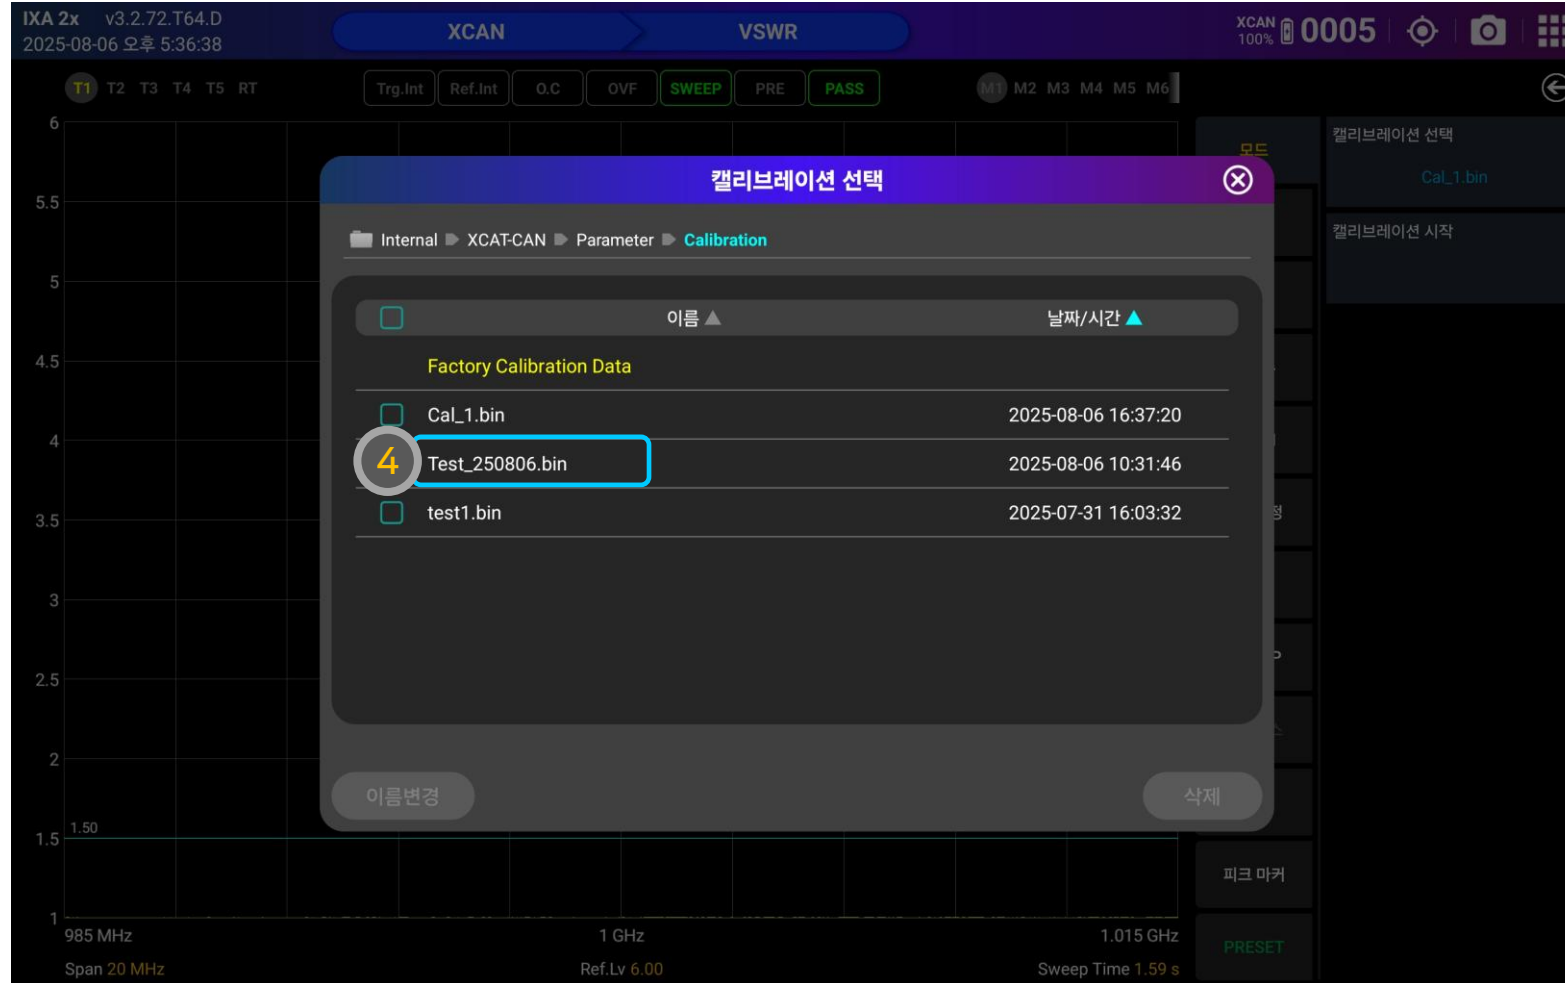 IXA 2x v3.2.72.T64.D
2025-08-06 오후 5:36:38
XCAN VSWR
XCAN 100% 0005
T1 T2 T3 T4 T5 RT
Trg.Int Ref.Int O.C OVF SWEEP PRE PASS
M1 M2 M3 M4 M5 M6
모드
캘리브레이션 선택
Cal_1.bin
캘리브레이션 시작
캘리브레이션 선택
Internal XCAT-CAN Parameter Calibration
이름 날짜/시간
Factory Calibration Data
Cal_1.bin 2025-08-06 16:37:20
4 Test_250806.bin 2025-08-06 10:31:46
test1.bin 2025-07-31 16:03:32
이름변경 삭제
6
5.5
5
4.5
4
3.5
3
2.5
2
1.50
1.5
1
985 MHz 1 GHz 1.015 GHz
Span 20 MHz Ref.Lv 6.00 Sweep Time 1.59 s
피크 마커
PRESET